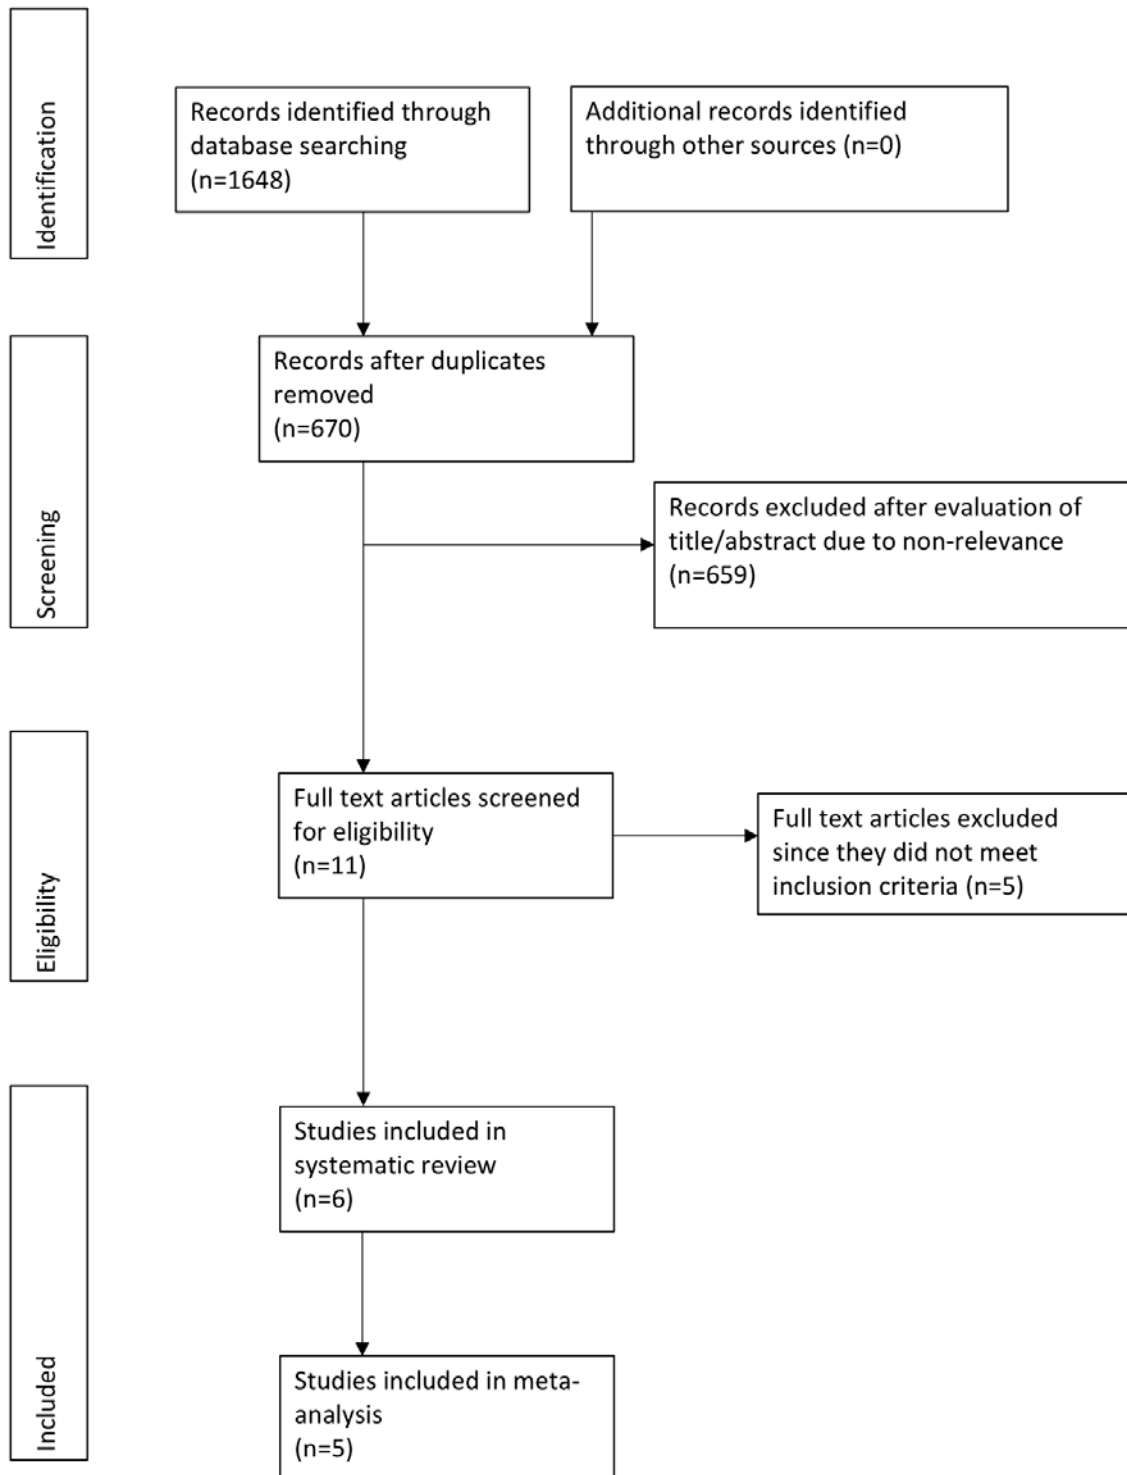 Identification
Records identified through
database searching
(n=1648)
Additional records identified
through other sources (n=0)
Screening
Records after duplicates
removed
(n=670)
Records excluded after evaluation of
title/abstract due to non-relevance
(n=659)
Eligibility
Full text articles screened
for eligibility
(n=11)
Full text articles excluded
since they did not meet
inclusion criteria (n=5)
Included
Studies included in
systematic review
(n=6)
Studies included in meta-
analysis
(n=5)